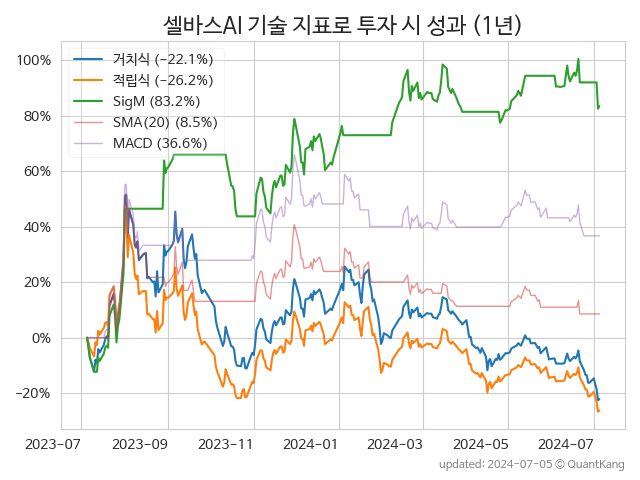 셀바스AI 기술 지표로 투자 시 성과 (1년)
거치식 (−22.1%)
적립식 (−26.2%)
SigM (83.2%)
SMA(20) (8.5%)
MACD (36.6%)
100%
80%
60%
40%
20%
0%
−20%
2023-07 2023-09 2023-11 2024-01 2024-03 2024-05 2024-07
updated: 2024-07-05 © QuantKang